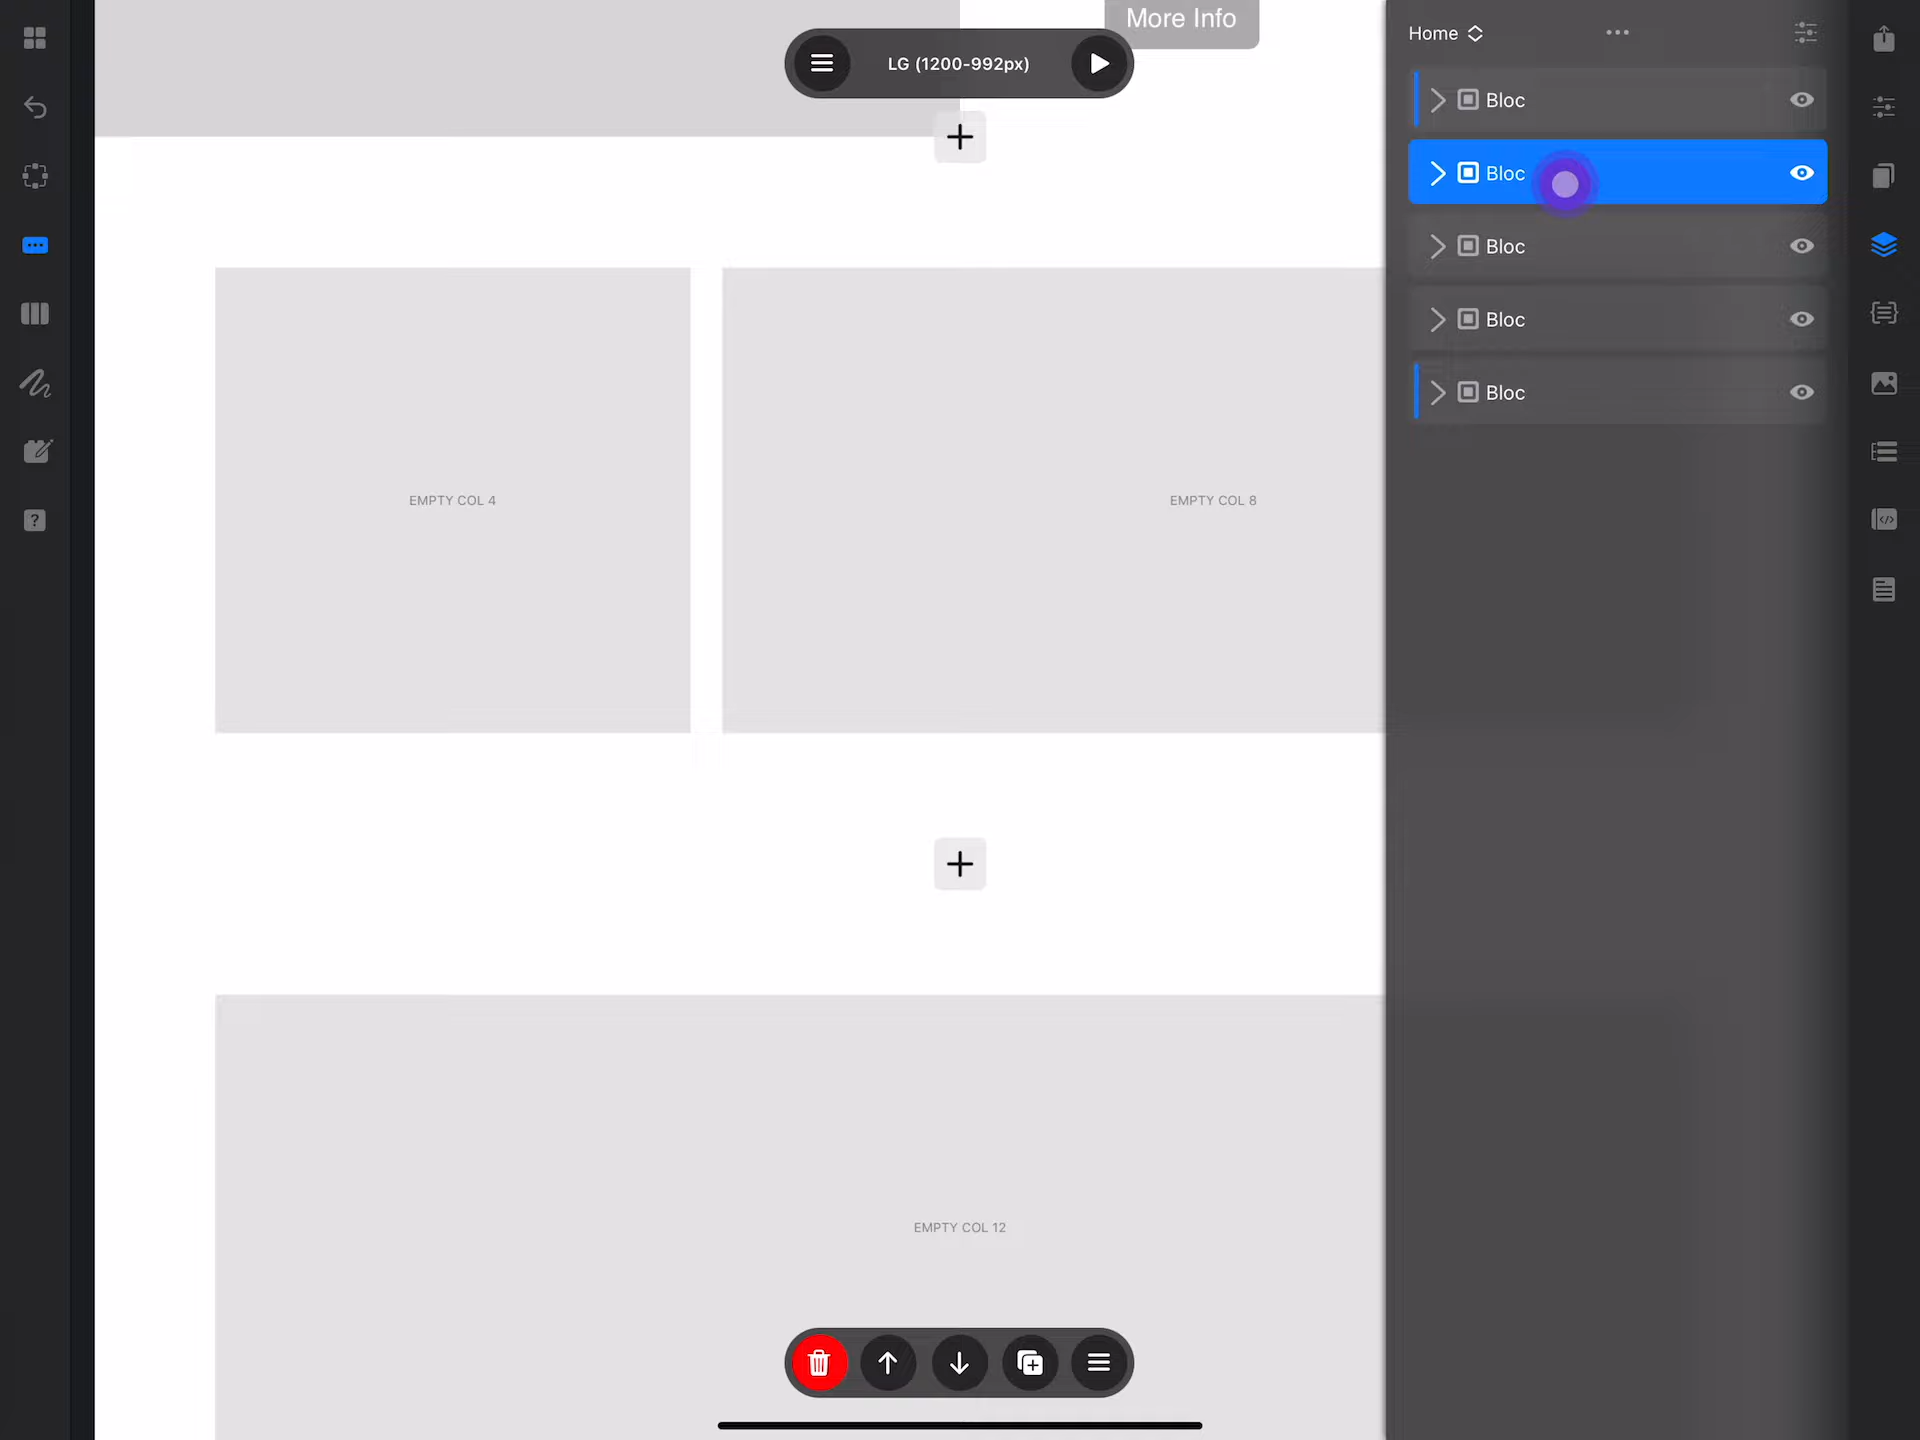 More Info
LG (1200-992px)
Home
Bloc
Bloc
Bloc
Bloc
Bloc
EMPTY COL 4
EMPTY COL 8
EMPTY COL 12